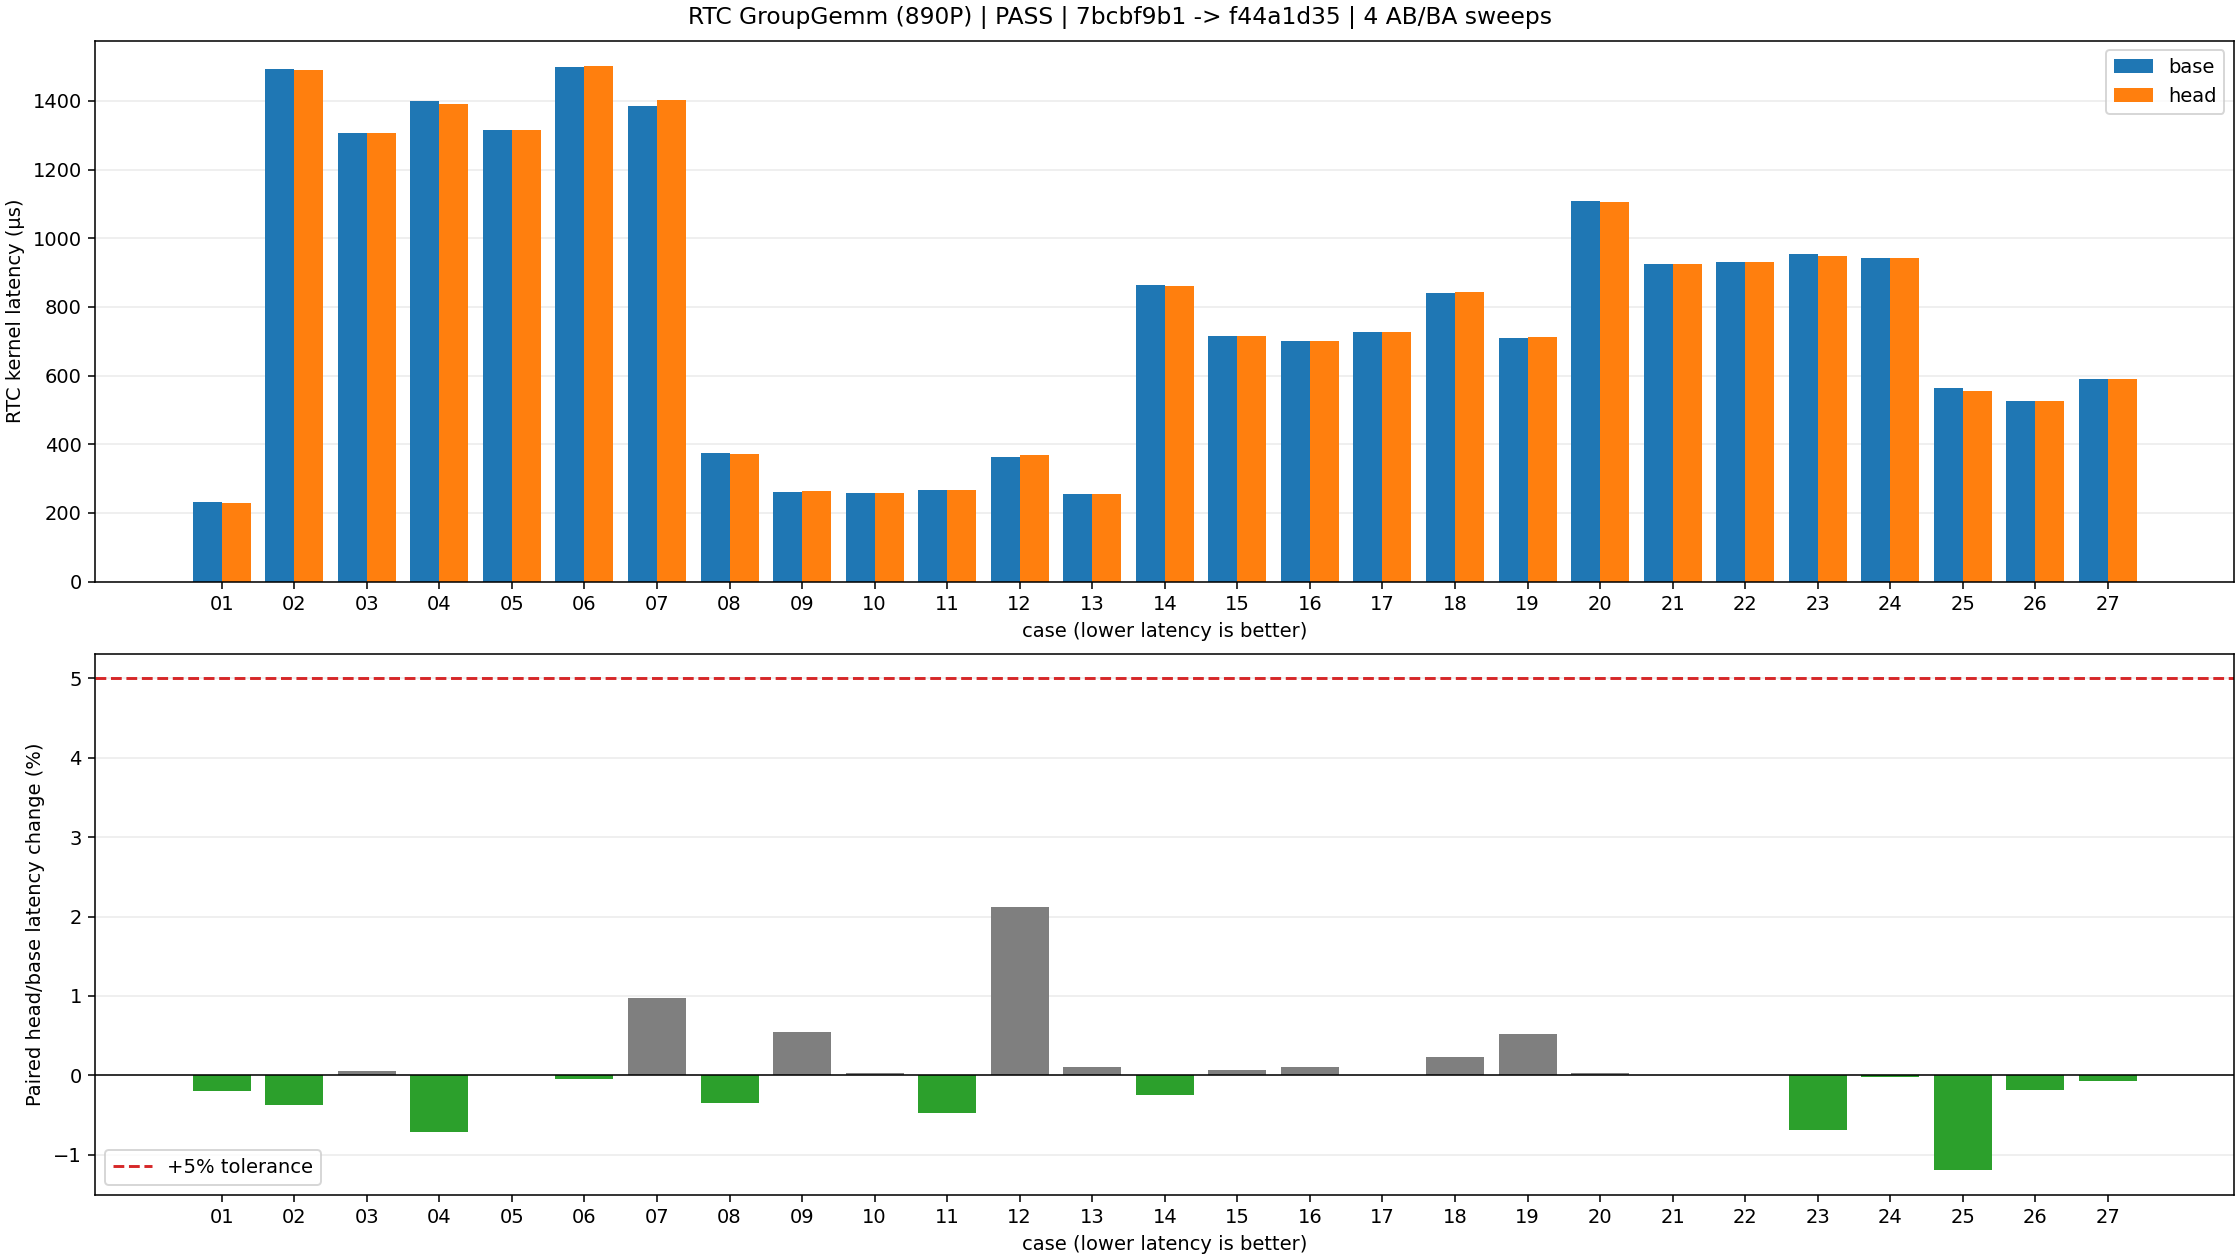 RTC GroupGemm (890P) | PASS | 7bcbf9b1 -> f44a1d35 | 4 AB/BA sweeps
RTC kernel latency (µs)
1400
1200
1000
800
600
400
200
0
base
head
01 02 03 04 05 06 07 08 09 10 11 12 13 14 15 16 17 18 19 20 21 22 23 24 25 26 27
case (lower latency is better)
Paired head/base latency change (%)
5
4
3
2
1
0
−1
+5% tolerance
01 02 03 04 05 06 07 08 09 10 11 12 13 14 15 16 17 18 19 20 21 22 23 24 25 26 27
case (lower latency is better)